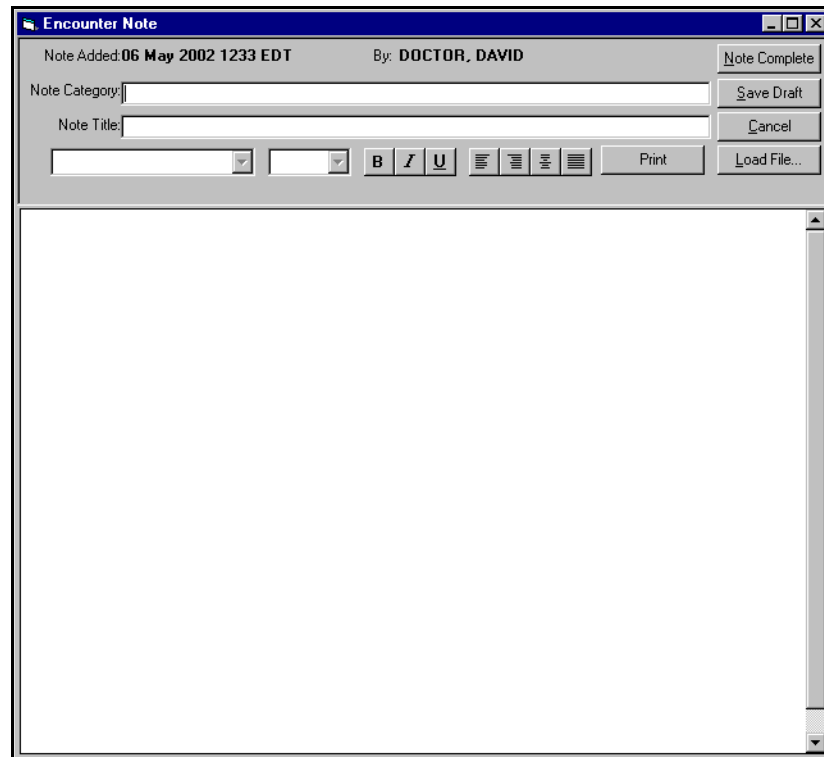 Encounter Note
Note Added:06 May 2002 1233 EDT By: DOCTOR, DAVID Note Complete
Note Category: Save Draft
Note Title: Cancel
B I U Print Load File...